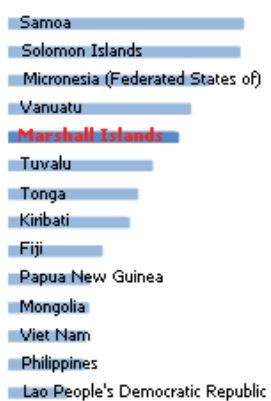 Samoa
Solomon Islands
Micronesia (Federated States of)
Vanuatu
Marshall Islands
Tuvalu
Tonga
Kiribati
Fiji
Papua New Guinea
Mongolia
Viet Nam
Philippines
Lao People's Democratic Republic